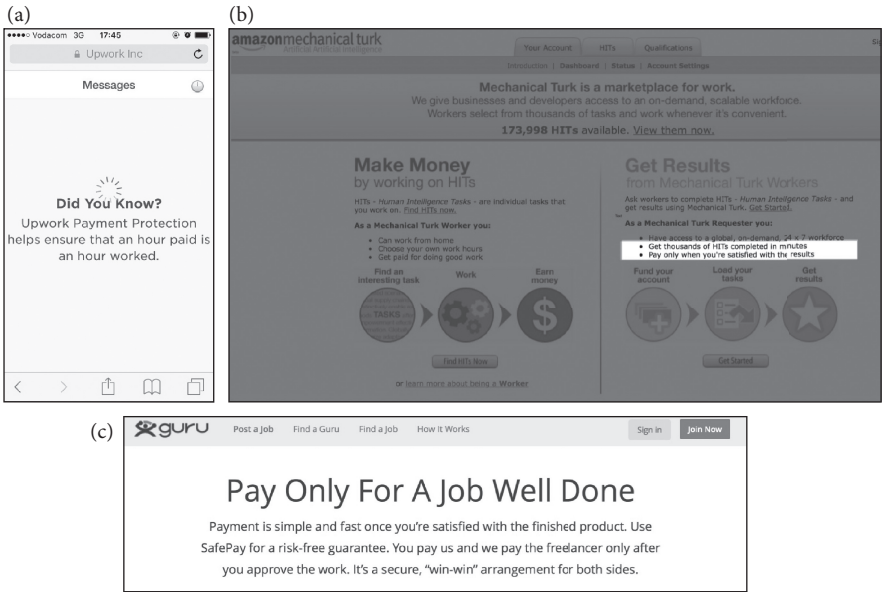 (a)
Vodacom 3G 17:45
Upwork Inc
Messages
Did You Know?
Upwork Payment Protection
helps ensure that an hour paid is
an hour worked.
(b)
amazonmechanical turk
Artificial Artificial Intelligence
Your Account HITs Qualifications
Introduction | Dashboard | Status | Account Settings
Mechanical Turk is a marketplace for work.
We give businesses and developers access to an on-demand, scalable workforce.
Workers select from thousands of tasks and work whenever it's convenient.
173,998 HITs available. View them now.
Make Money
by working on HITs
HITs - Human Intelligence Tasks - are individual tasks that
you work on. Find HITs now.
As a Mechanical Turk Worker you:
• Can work from home
• Choose your own work hours
• Get paid for doing good work
Find an
interesting task
Work
Earn
money
TASKS
$
Find HITs Now
or learn more about being a Worker
Get Results
from Mechanical Turk Workers
Ask workers to complete HITs - Human Intelligence Tasks - and
get results using Mechanical Turk. Get Started.
As a Mechanical Turk Requester you:
• Have access to a global, on-demand, 24 x 7 workforce
• Get thousands of HITs completed in minutes
• Pay only when you're satisfied with the results
Fund your
account
Load your
tasks
Get
results
Get Started
(c)
guru
Post a Job Find a Guru Find a Job How It Works Sign in Join Now
Pay Only For A Job Well Done
Payment is simple and fast once you're satisfied with the finished product. Use
SafePay for a risk-free guarantee. You pay us and we pay the freelancer only after
you approve the work. It's a secure, "win-win" arrangement for both sides.